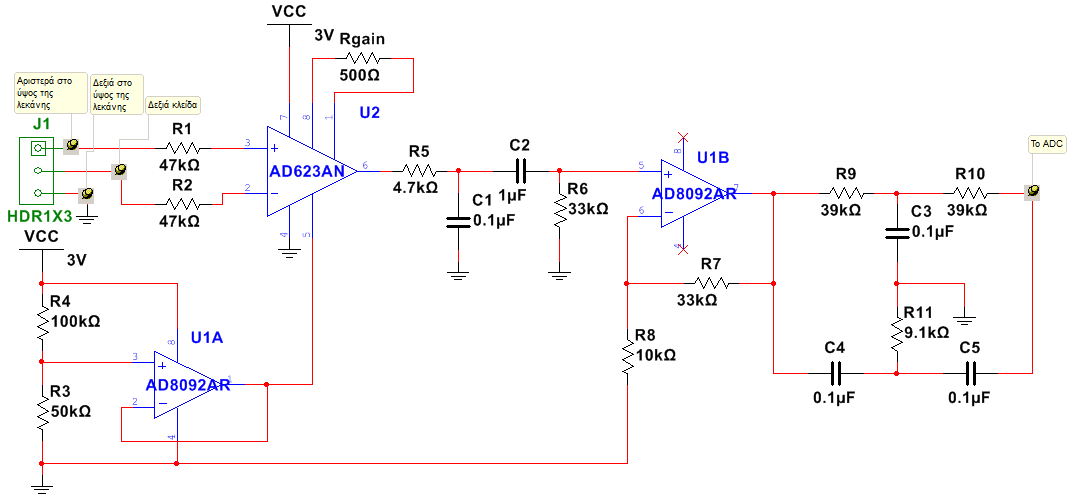 VCC
3V
Rgain
500Ω
Αριστερά στο
ύψος της
λεκάνης
Δεξιά στο
ύψος της
λεκάνης
Δεξιά κλείδα
J1
HDR1X3
R1
47kΩ
R2
47kΩ
3
2
7
8
1
4
5
6
U2
AD623AN
R5
4.7kΩ
C1
0.1µF
C2
1µF
R6
33kΩ
5
6
8
4
7
U1B
AD8092AR
R7
33kΩ
R8
10kΩ
R9
39kΩ
R10
39kΩ
C3
0.1µF
R11
9.1kΩ
C4
0.1µF
C5
0.1µF
Το ADC
VCC
3V
R4
100kΩ
R3
50kΩ
U1A
AD8092AR
3
2
8
4
1